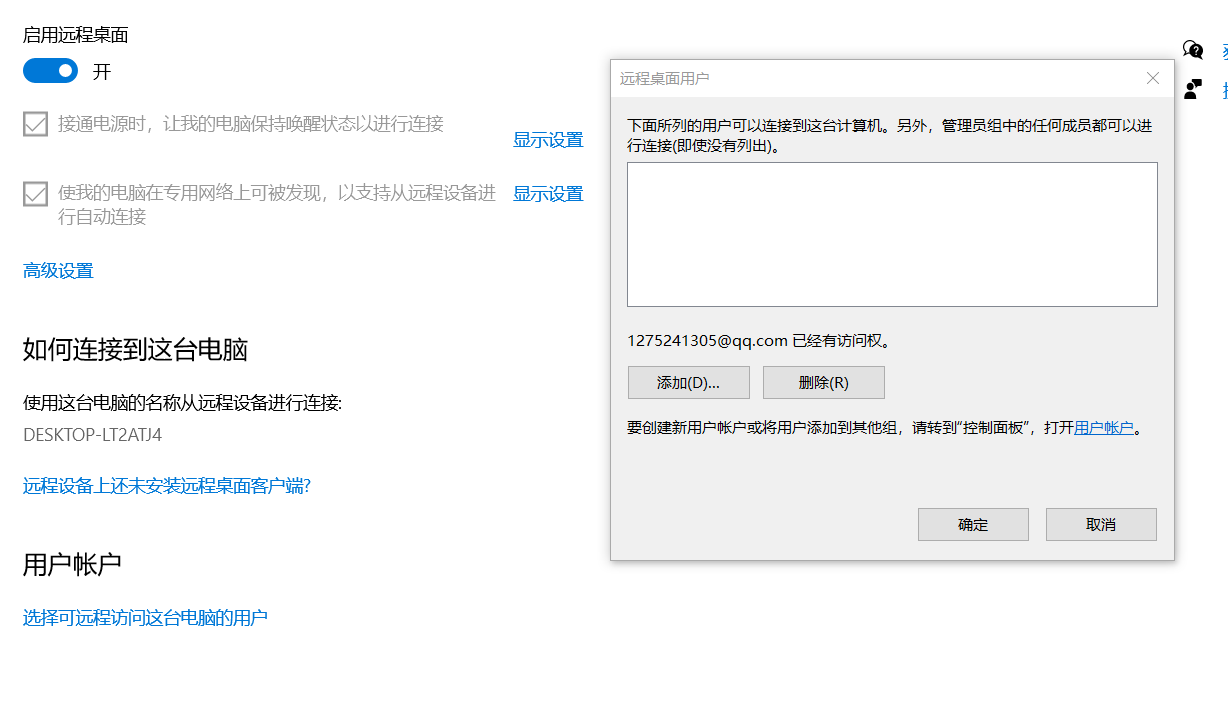 启用远程桌面
开
接通电源时，让我的电脑保持唤醒状态以进行连接
显示设置
使我的电脑在专用网络上可被发现，以支持从远程设备进
行自动连接
显示设置
高级设置
如何连接到这台电脑
使用这台电脑的名称从远程设备进行连接:
DESKTOP-LT2ATJ4
远程设备上还未安装远程桌面客户端?
用户帐户
选择可远程访问这台电脑的用户
远程桌面用户
下面所列的用户可以连接到这台计算机。另外，管理员组中的任何成员都可以进
行连接(即使没有列出)。
1275241305@qq.com 已经有访问权。
添加(D)...
删除(R)
要创建新用户帐户或将用户添加到其他组，请转到“控制面板”，打开用户帐户。
确定
取消